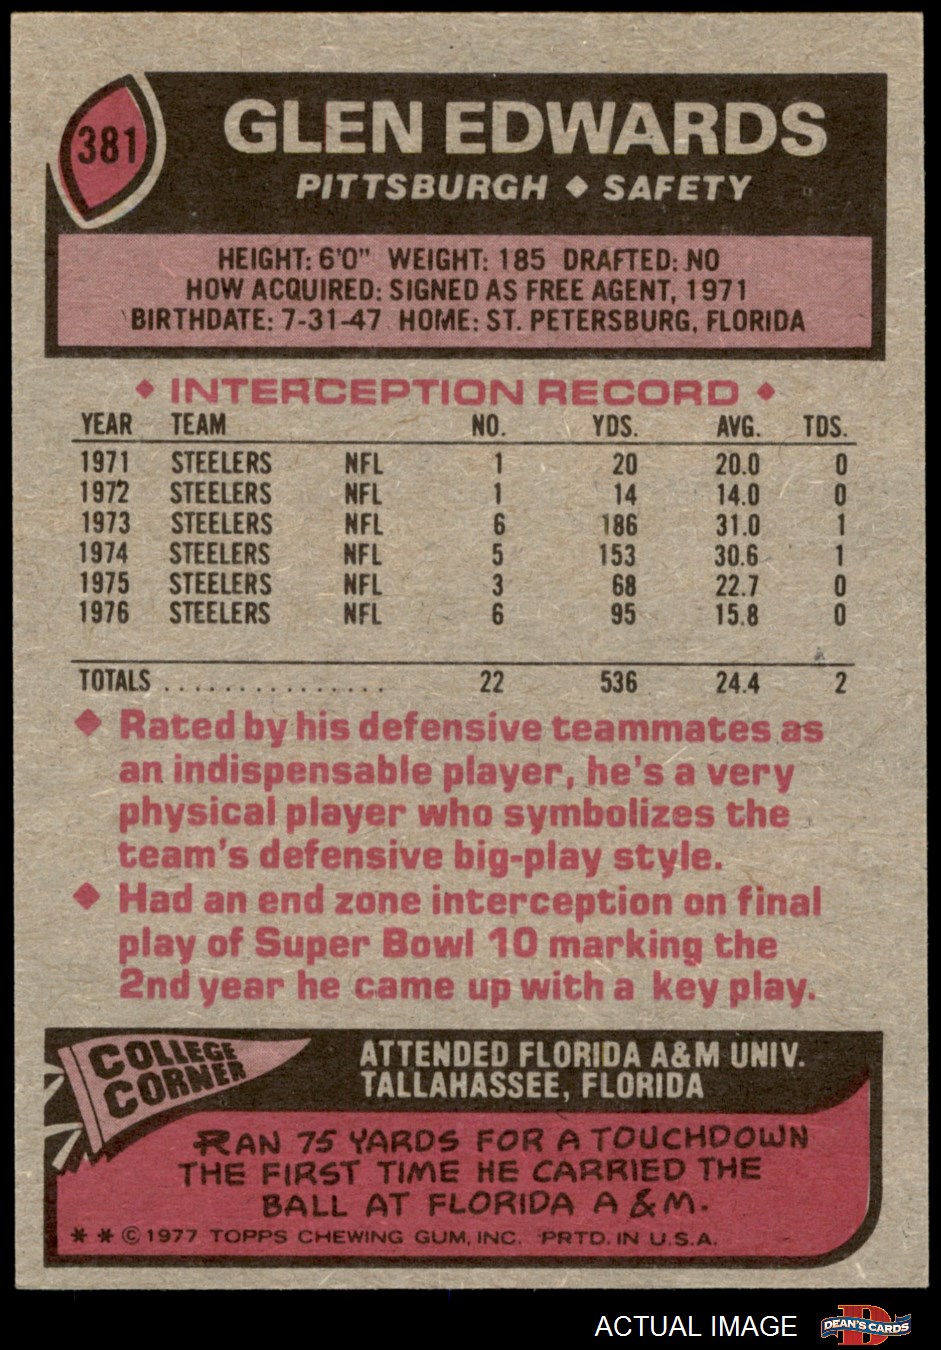 381
GLEN EDWARDS
PITTSBURGH ◆ SAFETY
HEIGHT: 6'0" WEIGHT: 185 DRAFTED: NO
HOW ACQUIRED: SIGNED AS FREE AGENT, 1971
BIRTHDATE: 7-31-47 HOME: ST. PETERSBURG, FLORIDA
◆ INTERCEPTION RECORD ◆
YEAR TEAM NO. YDS. AVG. TDS.
1971 STEELERS NFL 1 20 20.0 0
1972 STEELERS NFL 1 14 14.0 0
1973 STEELERS NFL 6 186 31.0 1
1974 STEELERS NFL 5 153 30.6 1
1975 STEELERS NFL 3 68 22.7 0
1976 STEELERS NFL 6 95 15.8 0
TOTALS ............... 22 536 24.4 2
◆ Rated by his defensive teammates as
an indispensable player, he's a very
physical player who symbolizes the
team's defensive big-play style.
◆ Had an end zone interception on final
play of Super Bowl 10 marking the
2nd year he came up with a key play.
COLLEGE
CORNER
ATTENDED FLORIDA A&M UNIV.
TALLAHASSEE, FLORIDA
RAN 75 YARDS FOR A TOUCHDOWN
THE FIRST TIME HE CARRIED THE
BALL AT FLORIDA A & M.
* * © 1977 TOPPS CHEWING GUM, INC. PRTD. IN U.S.A.
ACTUAL IMAGE
D
DEAN'S CARDS